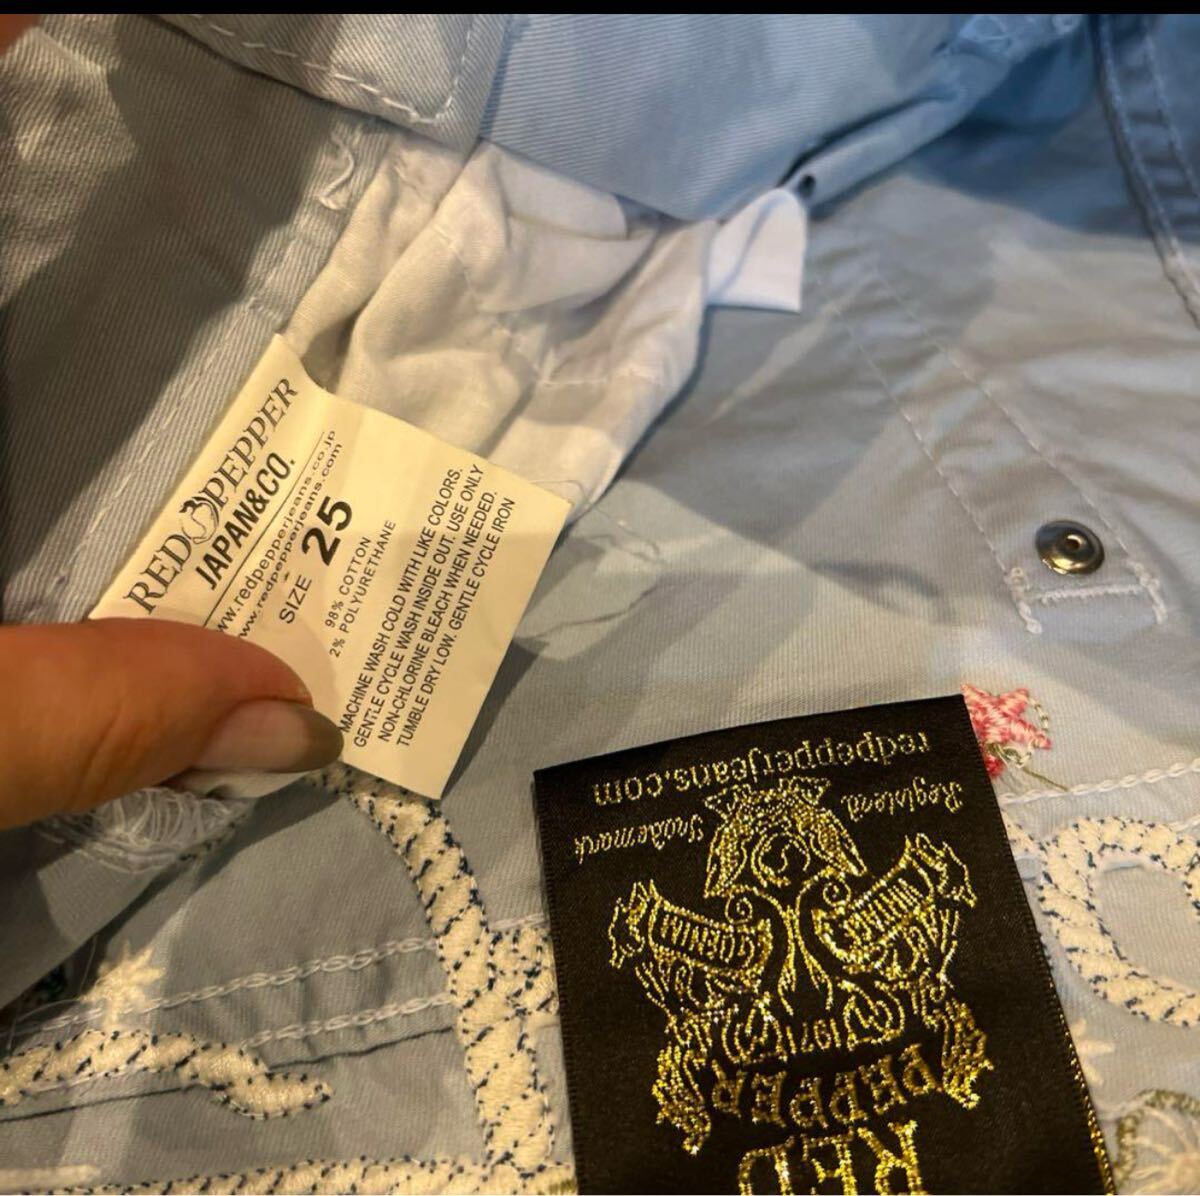 RED PEPPER
JAPAN&CO.
www.redpepperjeans.co.jp
www.redpepperjeans.com
SIZE 25
98% COTTON
2% POLYURETHANE
MACHINE WASH COLD WITH LIKE COLORS.
GENTLE CYCLE WASH INSIDE OUT. USE ONLY
NON-CHLORINE BLEACH WHEN NEEDED.
TUMBLE DRY LOW. GENTLE CYCLE IRON
RED
PEPPER
1971
redpepperjeans.com
Registered Trademark